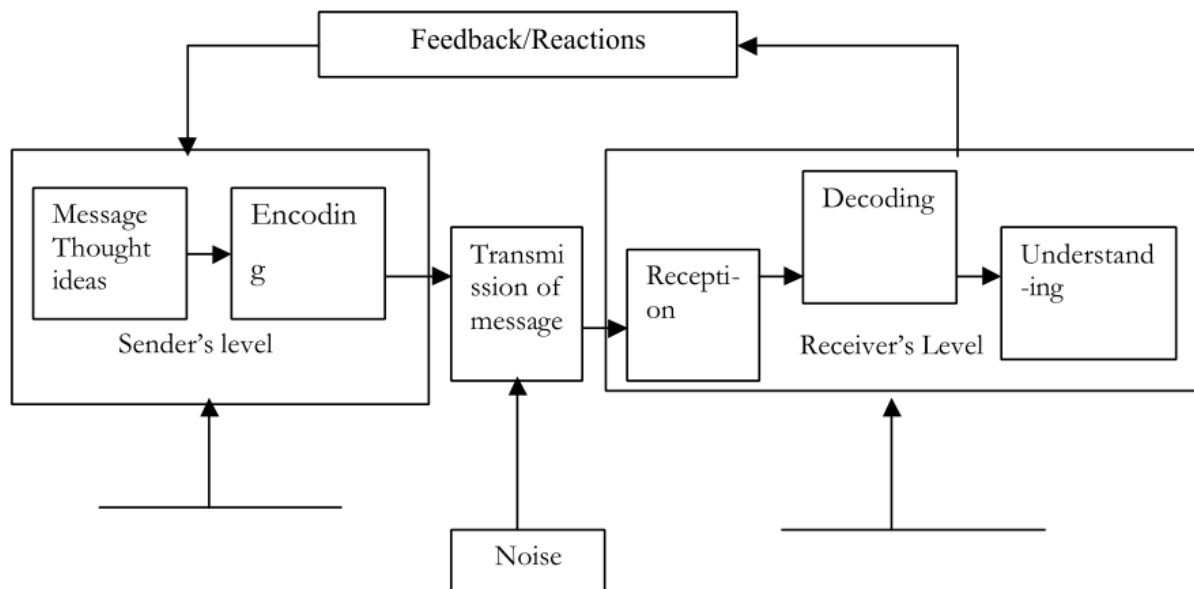 Feedback/Reactions
Message
Thought
ideas
Encodin
g
Sender’s level
Transmi
ssion of
message
Recepti-
on
Decoding
Understand
-ing
Receiver’s Level
Noise